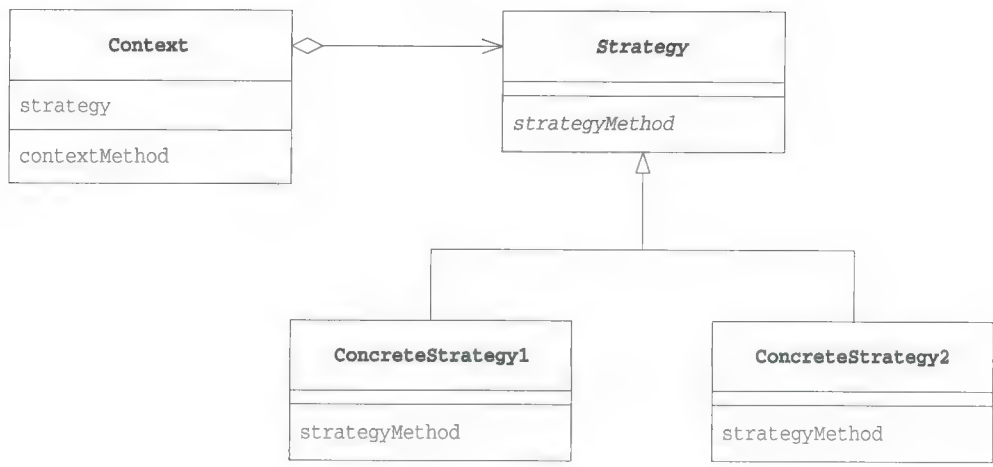 Context
strategy
contextMethod
Strategy
strategyMethod
ConcreteStrategy1
strategyMethod
ConcreteStrategy2
strategyMethod